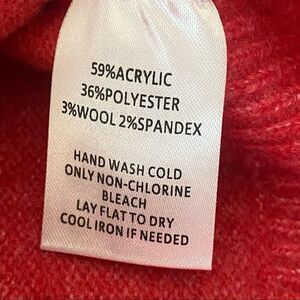 59%ACRYLIC
36%POLYESTER
3%WOOL 2%SPANDEX
HAND WASH COLD
ONLY NON-CHLORINE
BLEACH
LAY FLAT TO DRY
COOL IRON IF NEEDED